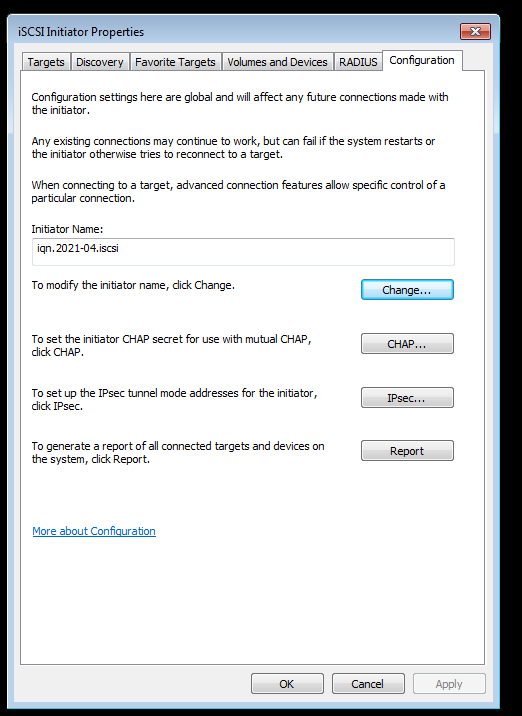 iSCSI Initiator Properties
Targets Discovery Favorite Targets Volumes and Devices RADIUS Configuration
Configuration settings here are global and will affect any future connections made with
the initiator.
Any existing connections may continue to work, but can fail if the system restarts or
the initiator otherwise tries to reconnect to a target.
When connecting to a target, advanced connection features allow specific control of a
particular connection.
Initiator Name:
iqn.2021-04.iscsi
To modify the initiator name, click Change.
Change...
To set the initiator CHAP secret for use with mutual CHAP,
click CHAP.
CHAP...
To set up the IPsec tunnel mode addresses for the initiator,
click IPsec.
IPsec...
To generate a report of all connected targets and devices on
the system, click Report.
Report
More about Configuration
OK Cancel Apply